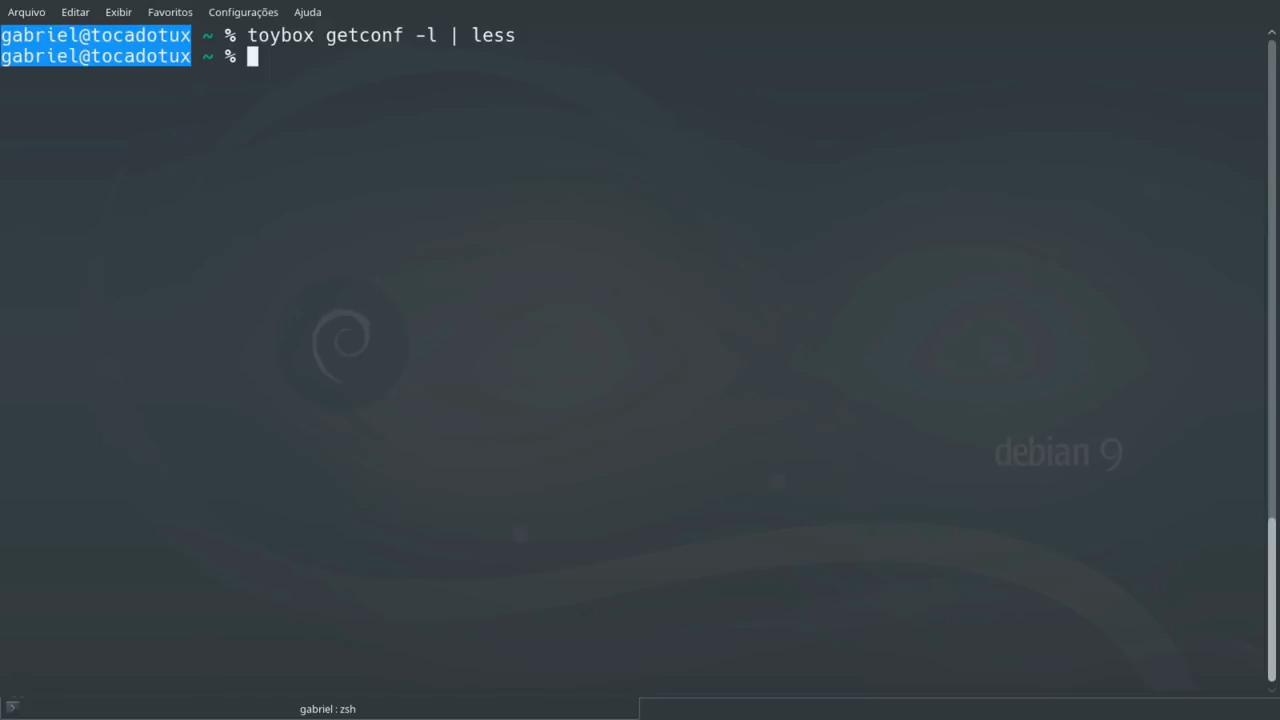 Arquivo Editar Exibir Favoritos Configurações Ajuda
gabriel@tocadotux ~ % toybox getconf -l | less
gabriel@tocadotux ~ %
debian 9
gabriel : zsh